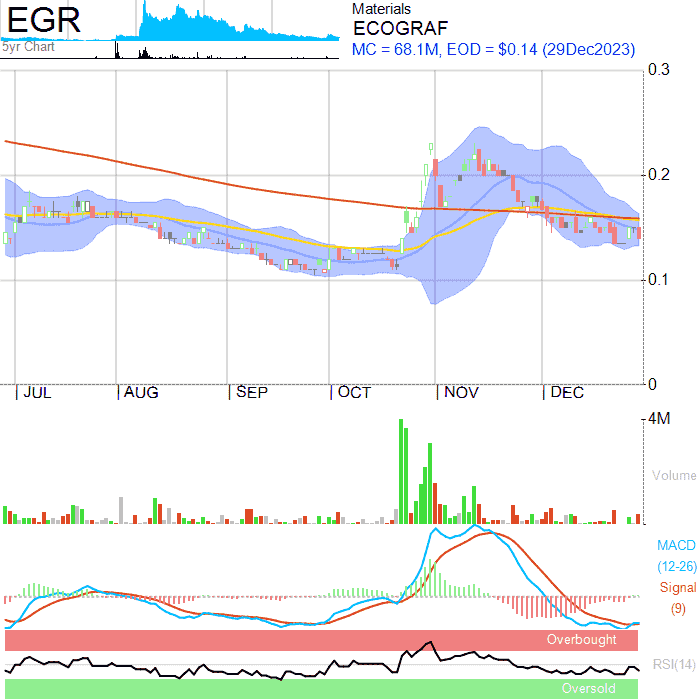 EGR
5yr Chart
Materials
ECOGRAF
MC = 68.1M, EOD = $0.14 (29Dec2023)
0.3
0.2
0.1
0
JUL AUG SEP OCT NOV DEC
4M
Volume
MACD
(12-26)
Signal
(9)
Overbought
RSI(14)
Oversold